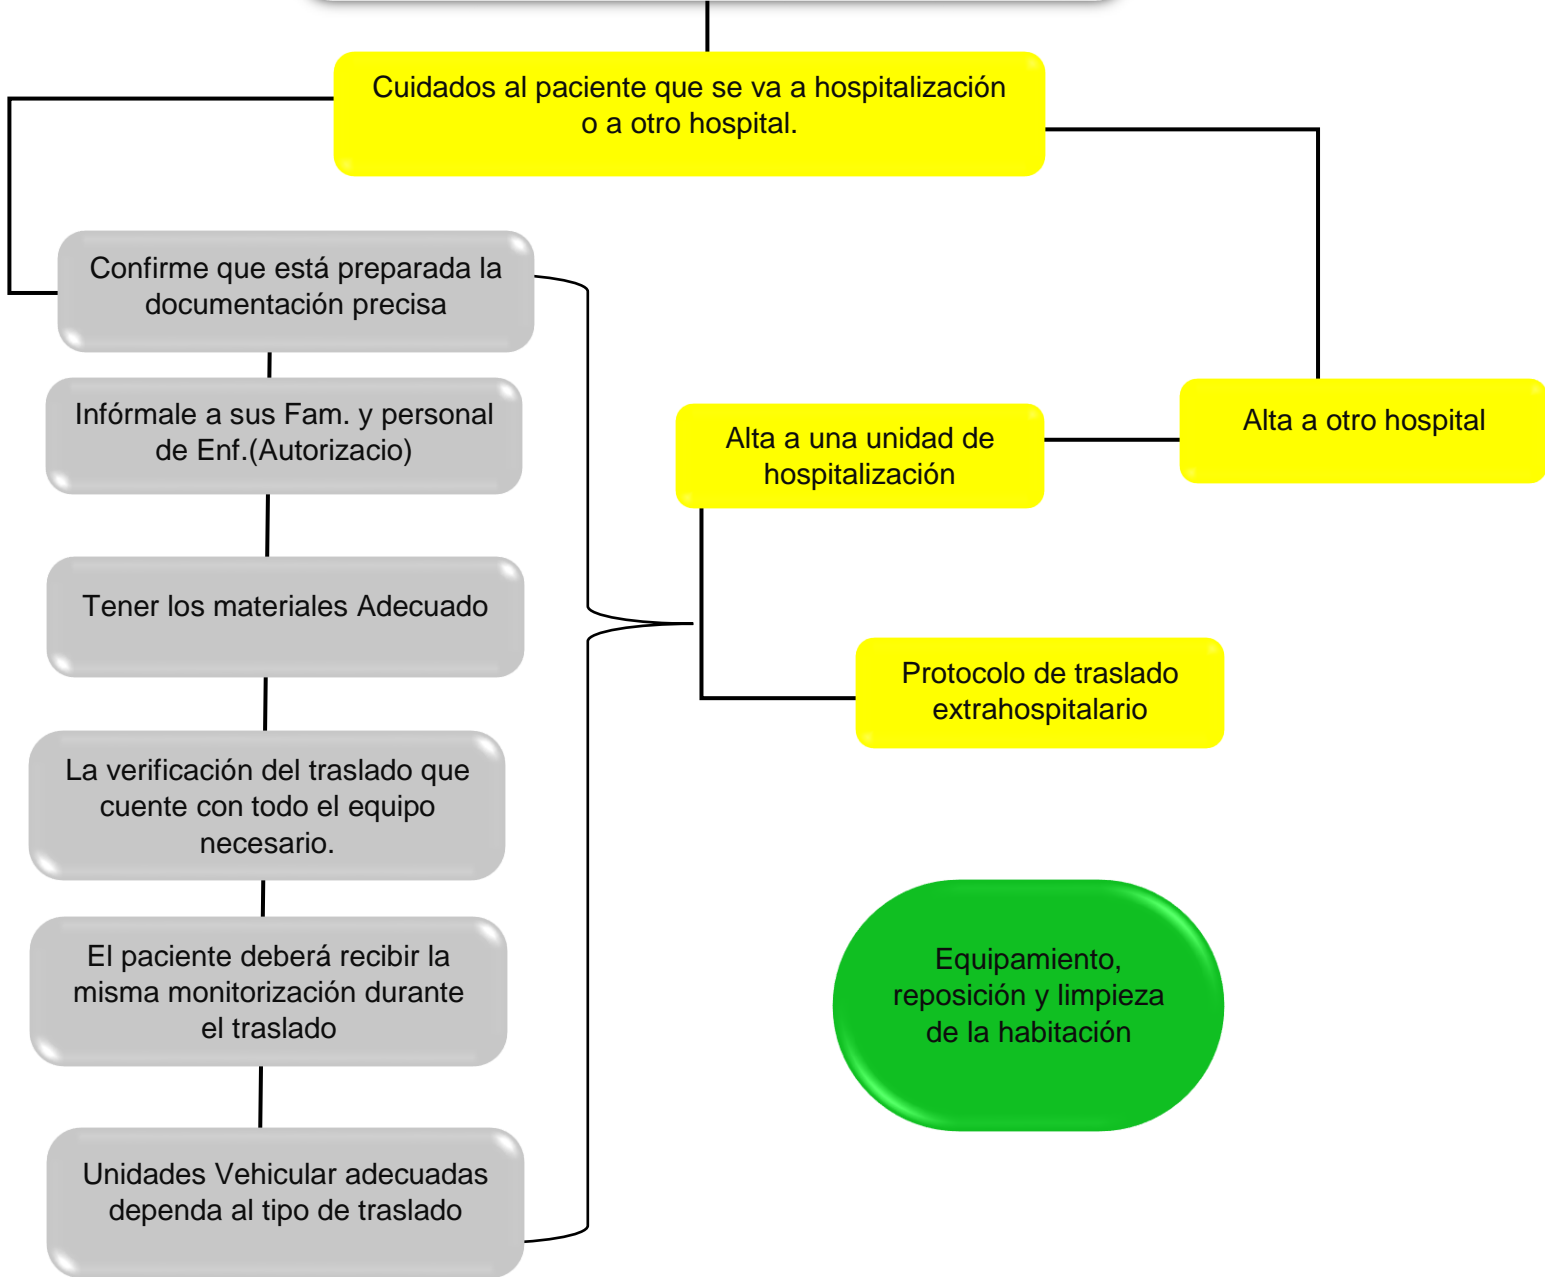 Cuidados al paciente que se va a hospitalización
o a otro hospital.
Confirme que está preparada la
documentación precisa
Infórmale a sus Fam. y personal
de Enf.(Autorizacio)
Tener los materiales Adecuado
La verificación del traslado que
cuente con todo el equipo
necesario.
El paciente deberá recibir la
misma monitorización durante
el traslado
Unidades Vehicular adecuadas
dependa al tipo de traslado
Alta a una unidad de
hospitalización
Alta a otro hospital
Protocolo de traslado
extrahospitalario
Equipamiento,
reposición y limpieza
de la habitación